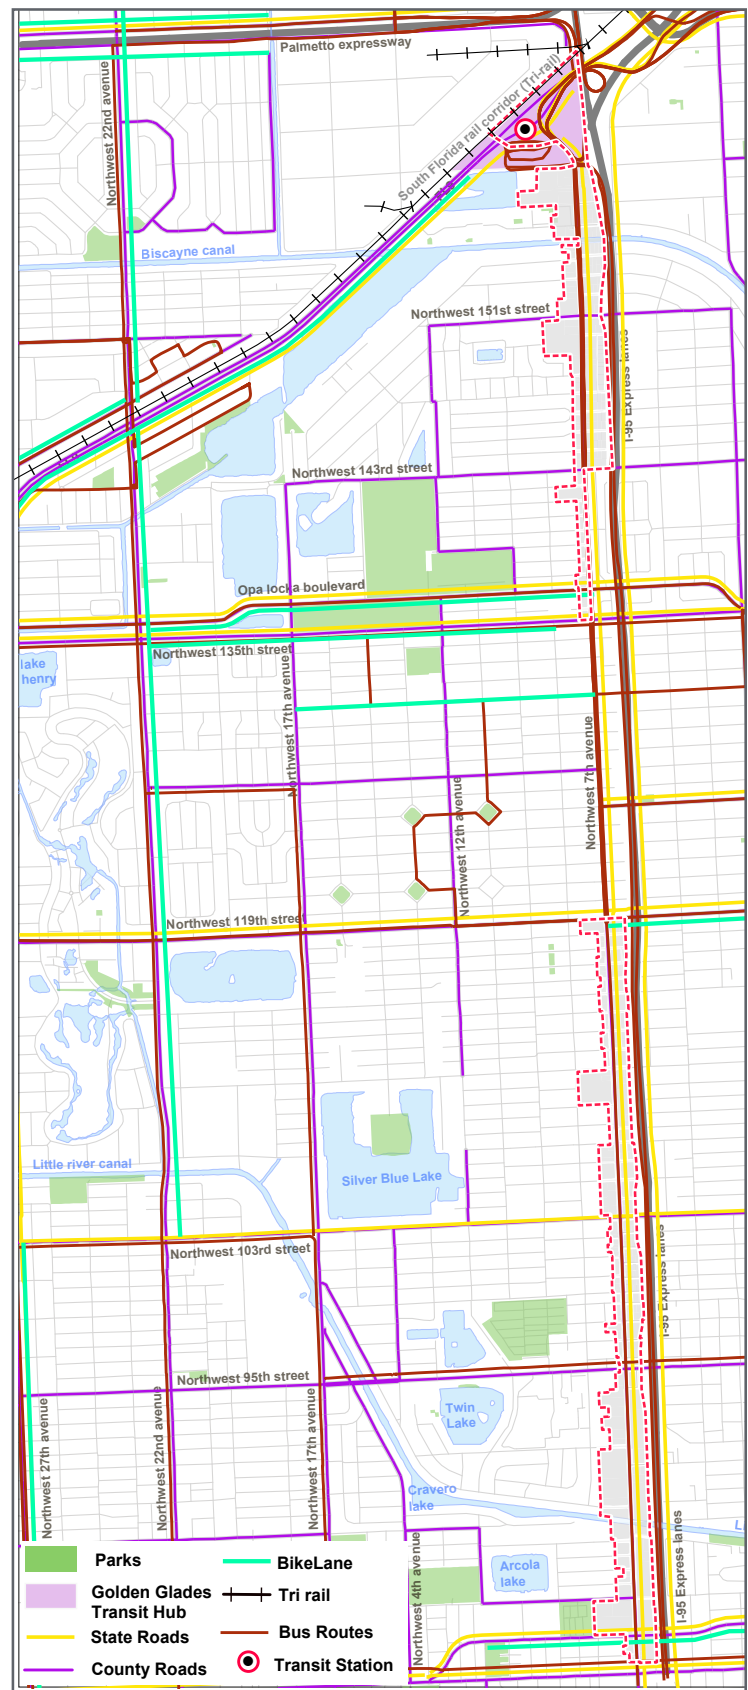 Palmetto expressway
Northwest 22nd avenue
South Florida rail corridor (Tri-rail)
Biscayne canal
Northwest 151st street
I-95 Express lanes
Northwest 143rd street
Opa locka boulevard
Northwest 135th street
lake
henry
Northwest 17th avenue
Northwest 7th avenue
Northwest 12th avenue
Northwest 119th street
Little river canal
Silver Blue Lake
Northwest 103rd street
I-95 Express lanes
Northwest 95th street
Twin
Lake
Northwest 27th avenue
Northwest 22nd avenue
Northwest 17th avenue
Cravero
lake
I-95 Express lanes
Northwest 4th avenue
Arcola
lake
Parks
BikeLane
Golden Glades
Transit Hub
Tri rail
State Roads
Bus Routes
County Roads
Transit Station